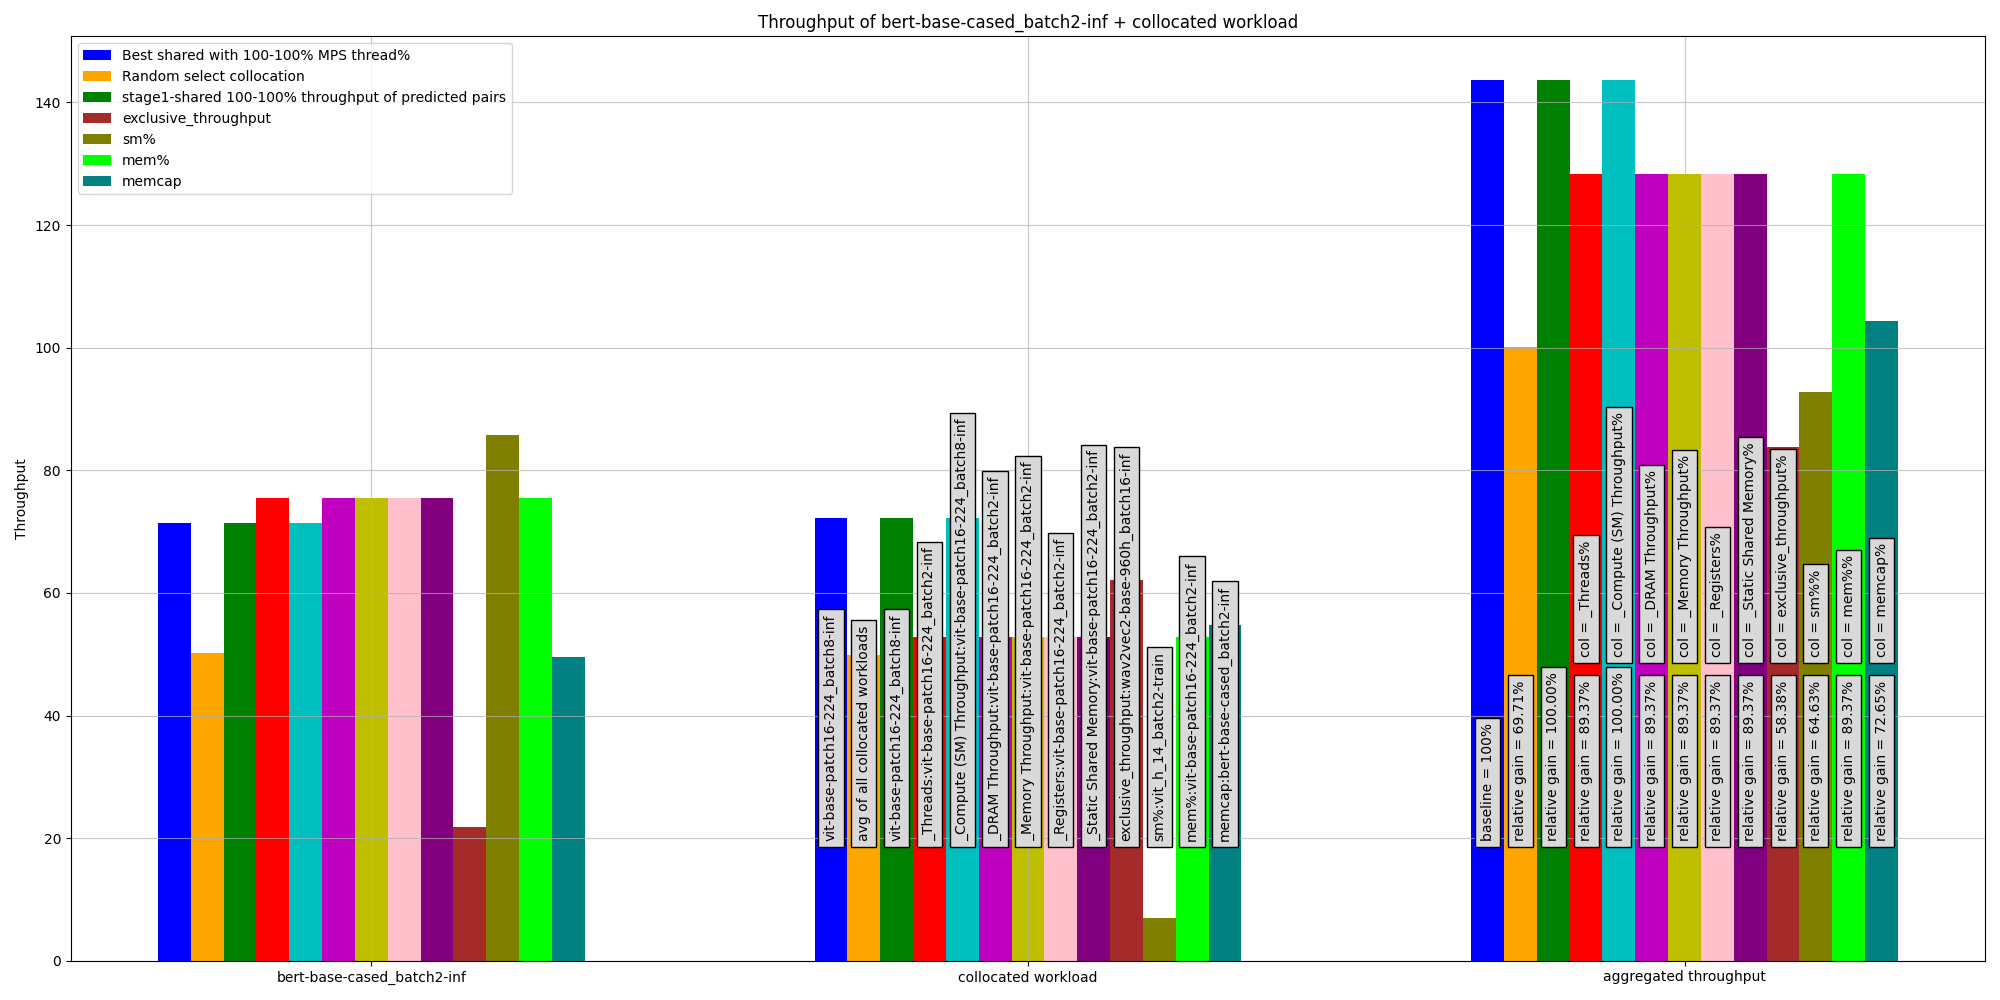 Throughput of bert-base-cased_batch2-inf + collocated workload
Best shared with 100-100% MPS thread%
Random select collocation
stage1-shared 100-100% throughput of predicted pairs
exclusive_throughput
sm%
mem%
memcap
Throughput
140
120
100
80
60
40
20
0
vit-base-patch16-224_batch8-inf
avg of all collocated workloads
vit-base-patch16-224_batch8-inf
_Threads:vit-base-patch16-224_batch2-inf
_Compute (SM) Throughput:vit-base-patch16-224_batch8-inf
_DRAM Throughput:vit-base-patch16-224_batch2-inf
_Memory Throughput:vit-base-patch16-224_batch2-inf
_Registers:vit-base-patch16-224_batch2-inf
_Static Shared Memory:vit-base-patch16-224_batch2-inf
exclusive_throughput:wav2vec2-base-960h_batch16-inf
sm%:vit_h_14_batch2-train
mem%:vit-base-patch16-224_batch2-inf
memcap:bert-base-cased_batch2-inf
col = _Threads%
col = _Compute (SM) Throughput%
col = _DRAM Throughput%
col = _Memory Throughput%
col = _Registers%
col = _Static Shared Memory%
col = exclusive_throughput%
col = sm%%
col = mem%%
col = memcap%
baseline = 100%
relative gain = 69.71%
relative gain = 100.00%
relative gain = 89.37%
relative gain = 100.00%
relative gain = 89.37%
relative gain = 89.37%
relative gain = 89.37%
relative gain = 89.37%
relative gain = 58.38%
relative gain = 64.63%
relative gain = 89.37%
relative gain = 72.65%
bert-base-cased_batch2-inf
collocated workload
aggregated throughput